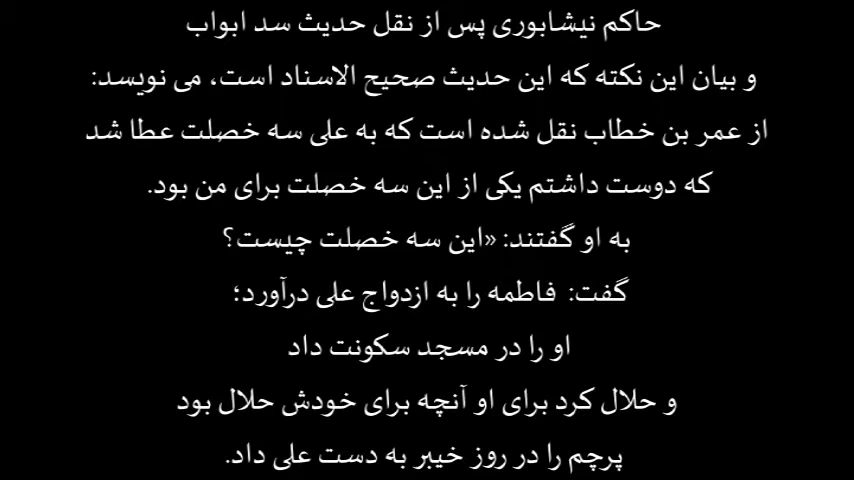 حاکم نیشابوری پس از نقل حدیث سد ابواب
و بیان این نکته که این حدیث صحیح الاسناد است، می نویسد:
از عمر بن خطاب نقل شده است که به علی سه خصلت عطا شد
که دوست داشتم یکی از این سه خصلت برای من بود.
به او گفتند: «این سه خصلت چیست؟
گفت: فاطمه را به ازدواج علی درآورد؛
او را در مسجد سکونت داد
و حلال کرد برای او آنچه برای خودش حلال بود
پرچم را در روز خیبر به دست علی داد.